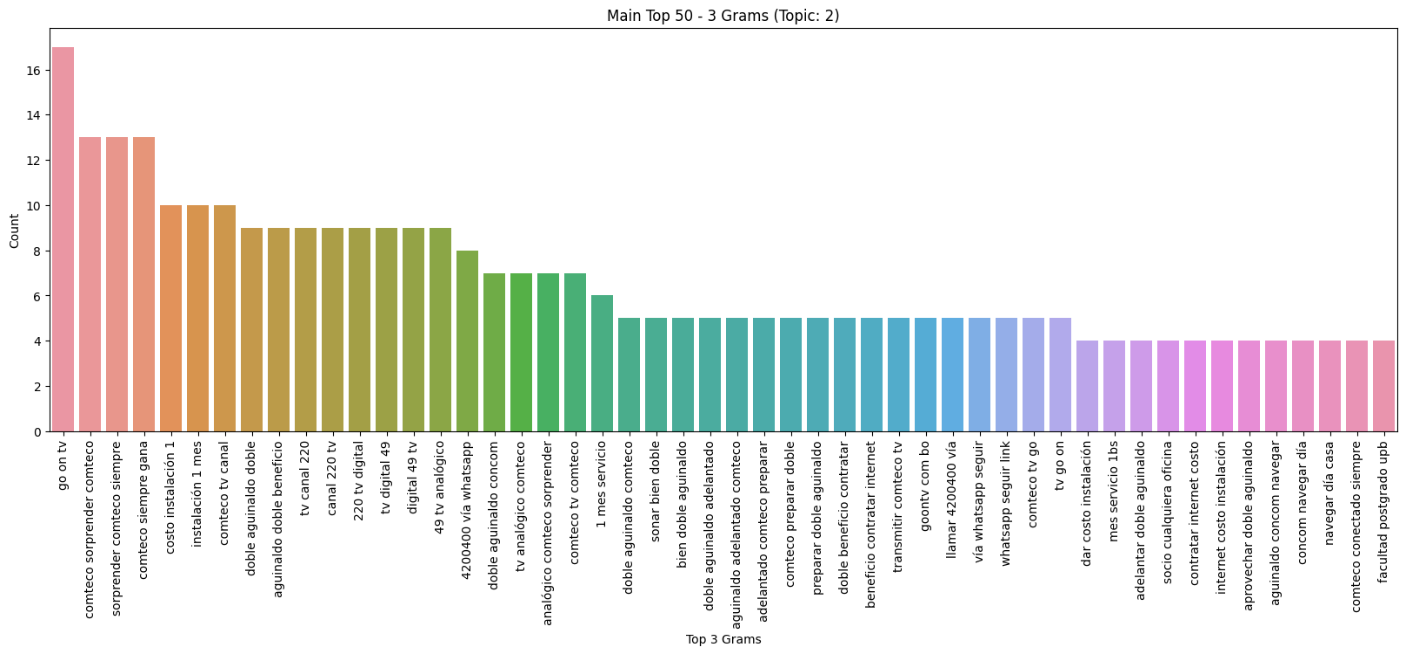 Main Top 50 - 3 Grams (Topic: 2)
Count
16
14
12
10
8
6
4
2
0
go on tv
comteco sorprender comteco
sorprender comteco siempre
comteco siempre gana
costo instalación 1
instalación 1 mes
comteco tv canal
doble aguinaldo doble
aguinaldo doble beneficio
tv canal 220
canal 220 tv
220 tv digital
tv digital 49
digital 49 tv
49 tv analógico
4200400 vía whatsapp
doble aguinaldo concom
tv analógico comteco
analógico comteco sorprender
comteco tv comteco
1 mes servicio
doble aguinaldo comteco
sonar bien doble
bien doble aguinaldo
doble aguinaldo adelantado
aguinaldo adelantado comteco
adelantado comteco preparar
comteco preparar doble
preparar doble aguinaldo
doble beneficio contratar
beneficio contratar internet
transmitir comteco tv
goontv com bo
llamar 4200400 vía
vía whatsapp seguir
whatsapp seguir link
comteco tv go
tv go on
dar costo instalación
mes servicio 1bs
adelantar doble aguinaldo
socio cualquiera oficina
contratar internet costo
internet costo instalación
aprovechar doble aguinaldo
aguinaldo concom navegar
concom navegar día
navegar día casa
comteco conectado siempre
facultad postgrado upb
Top 3 Grams